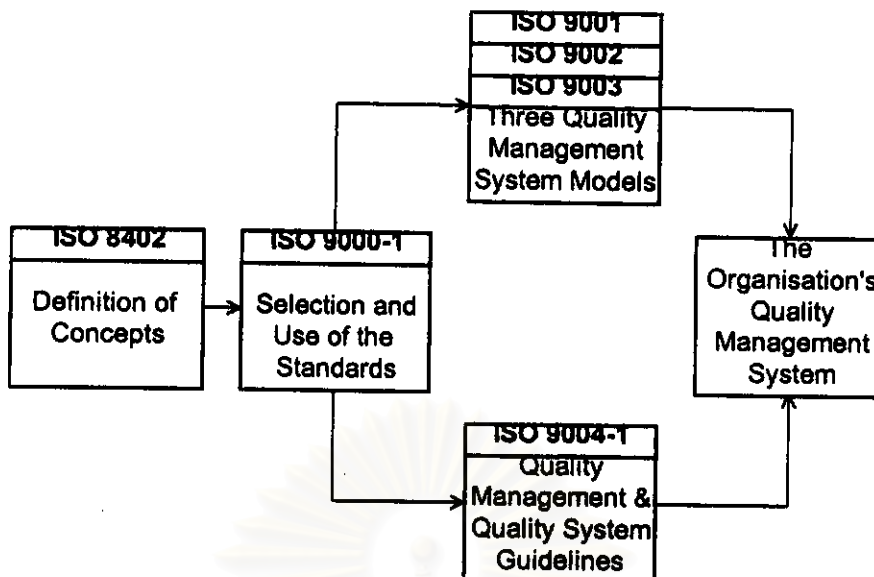 ISO 9001
ISO 9002
ISO 9003
Three Quality
Management
System Models
ISO 8402
Definition of
Concepts
ISO 9000-1
Selection and
Use of the
Standards
The
Organisation's
Quality
Management
System
ISO 9004-1
Quality
Management &
Quality System
Guidelines